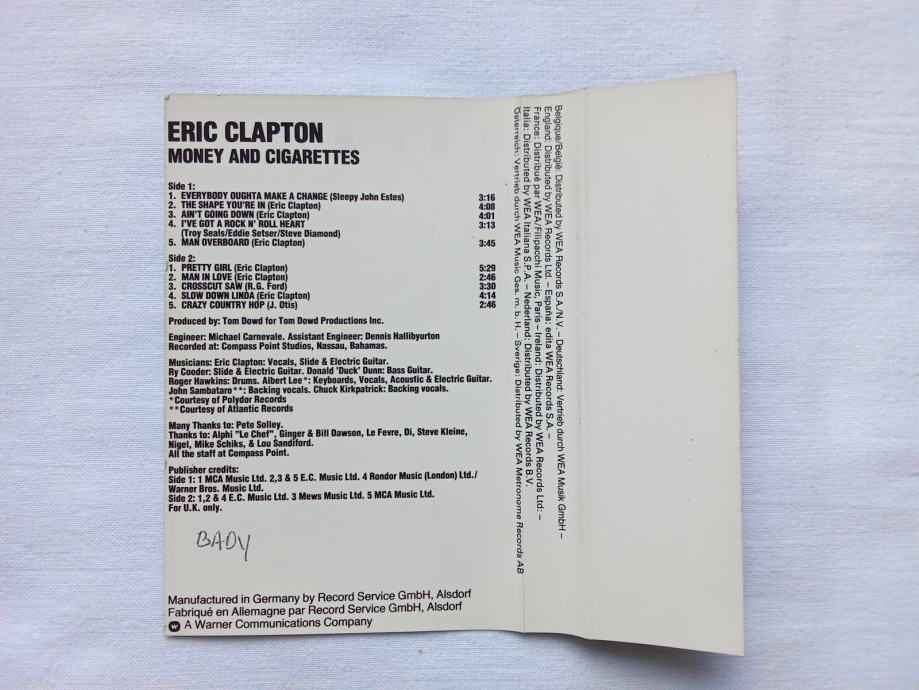 ERIC CLAPTON
MONEY AND CIGARETTES
Side 1:
1. EVERYBODY OUGHTA MAKE A CHANGE (Sleepy John Estes) 3:16
2. THE SHAPE YOU'RE IN (Eric Clapton) 4:08
3. AIN'T GOING DOWN (Eric Clapton) 4:01
4. I'VE GOT A ROCK N' ROLL HEART 3:13
(Troy Seals/Eddie Setser/Steve Diamond)
5. MAN OVERBOARD (Eric Clapton) 3:45
Side 2:
1. PRETTY GIRL (Eric Clapton) 5:29
2. MAN IN LOVE (Eric Clapton) 2:46
3. CROSSCUT SAW (R.G. Ford) 3:30
4. SLOW DOWN LINDA (Eric Clapton) 4:14
5. CRAZY COUNTRY HOP (J. Otis) 2:46
Produced by: Tom Dowd for Tom Dowd Productions Inc.
Engineer: Michael Carnevale. Assistant Engineer: Dennis Hallibyurton
Recorded at: Compass Point Studios, Nassau, Bahamas.
Musicians: Eric Clapton: Vocals, Slide & Electric Guitar.
Ry Cooder: Slide & Electric Guitar. Donald 'Duck' Dunn: Bass Guitar.
Roger Hawkins: Drums. Albert Lee*: Keyboards, Vocals, Acoustic & Electric Guitar.
John Sambataro**: Backing vocals. Chuck Kirkpatrick: Backing vocals.
*Courtesy of Polydor Records
**Courtesy of Atlantic Records
Many Thanks to: Pete Solley.
Thanks to: Alphi "Le Chef", Ginger & Bill Dawson, Le Fevre, Di, Steve Kleine,
Nigel, Mike Schiks, & Lou Sandiford.
All the staff at Compass Point.
Publisher credits:
Side 1: 1 MCA Music Ltd. 2,3 & 5 E.C. Music Ltd. 4 Rondor Music (London) Ltd./
Warner Bros. Music Ltd.
Side 2: 1,2 & 4 E.C. Music Ltd. 3 Mews Music Ltd. 5 MCA Music Ltd.
For U.K. only.
BADY
Manufactured in Germany by Record Service GmbH, Alsdorf
Fabriqué en Allemagne par Record Service GmbH, Alsdorf
A Warner Communications Company
Belgique/België: Distributed by WEA Records S.A./N.V. – Deutschland: Vertrieb durch WEA Musik GmbH –
England: Distributed by WEA Records Ltd. – España: edita WEA Records S.A. –
France: Distribué par WEA/Filipacchi Music, Paris – Ireland: Distributed by WEA Records Ltd: –
Italia: Distributed by WEA Italiana S.P.A. – Nederland: Distributed by WEA Records B.V.
Österreich: Vertrieb durch WEA Music Ges. m. b. H. – Sverige: Distributed by WEA Metronome Records AB